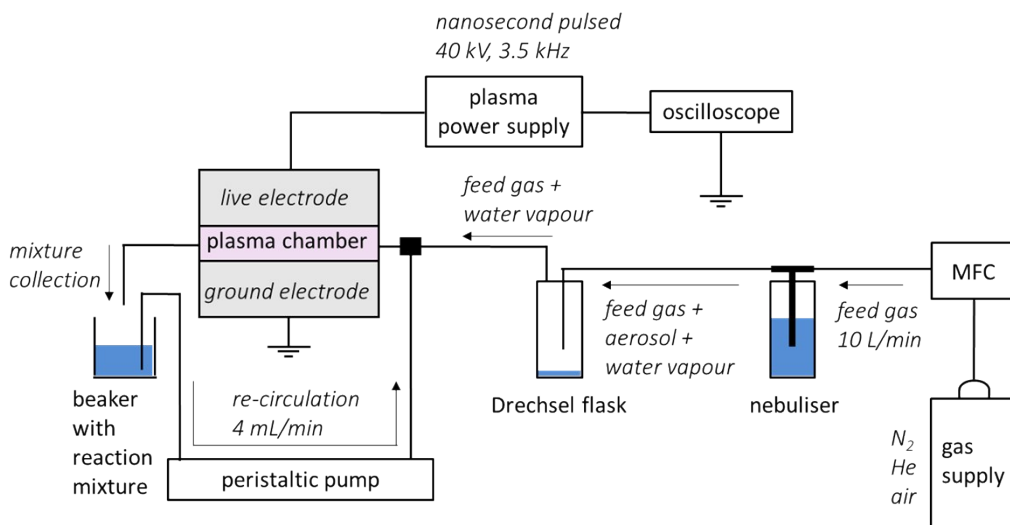 nanosecond pulsed
40 kV, 3.5 kHz
plasma
power supply
oscilloscope
live electrode
plasma chamber
ground electrode
mixture
collection
feed gas +
water vapour
MFC
feed gas +
aerosol +
water vapour
feed gas
10 L/min
beaker
with
reaction
mixture
re-circulation
4 mL/min
peristaltic pump
Drechsel flask
nebuliser
N₂
He
air
gas
supply